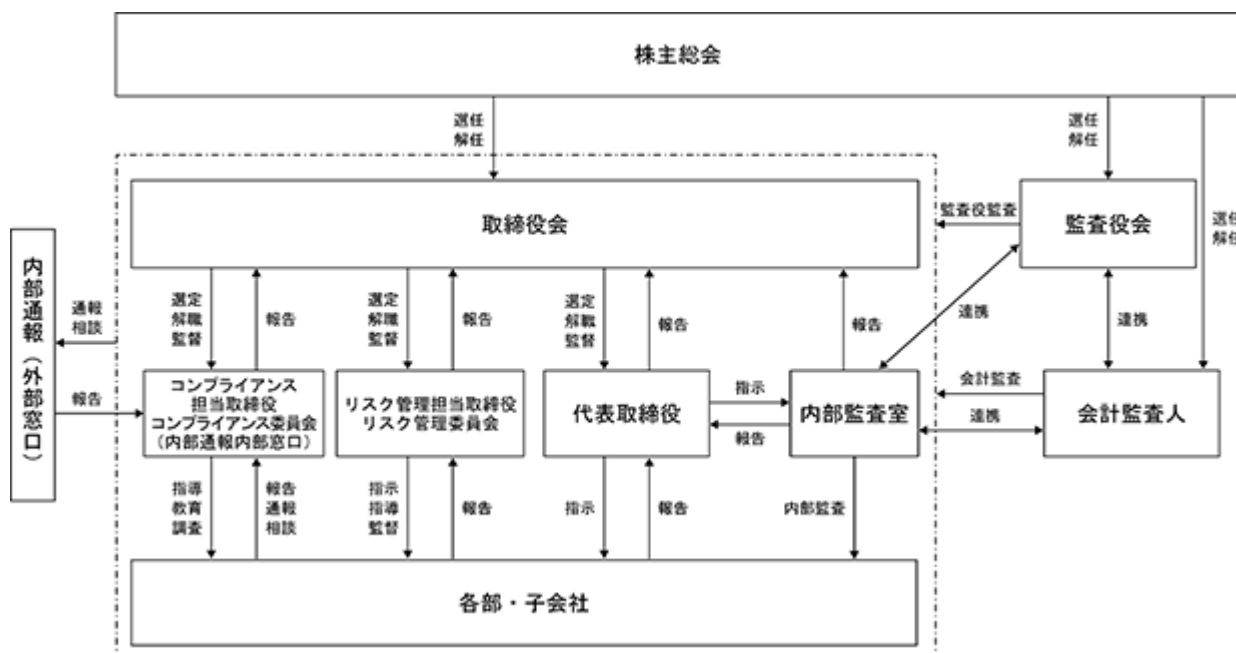 株主総会
選任
解任
選任
解任
選任
解任
取締役会
監査役監査
監査役会
内部通報（外部窓口）
通報
相談
報告
選定
解職
監督
報告
選定
解職
監督
報告
選定
解職
監督
報告
報告
連携
連携
コンプライアンス
担当取締役
コンプライアンス委員会
（内部通報内部窓口）
リスク管理担当取締役
リスク管理委員会
代表取締役
指示
報告
内部監査室
会計監査
連携
会計監査人
指導
教育
調査
報告
通報
相談
指示
指導
監督
報告
指示
報告
内部監査
各部・子会社